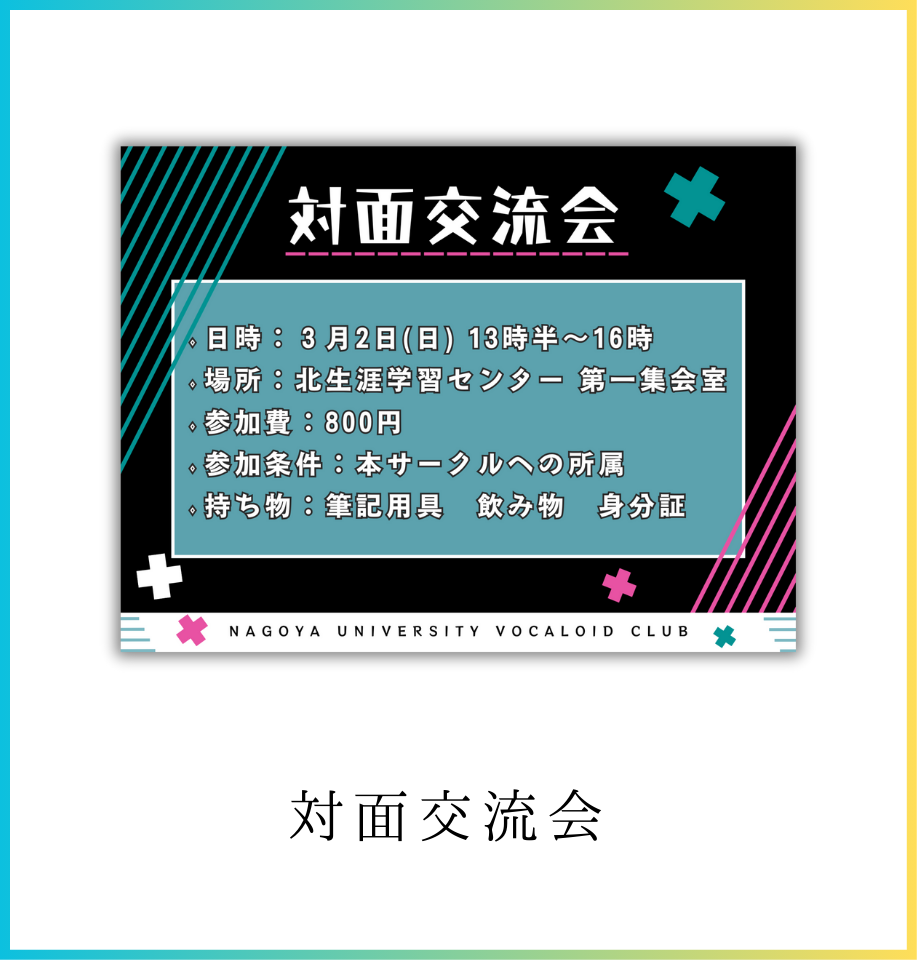 対面交流会
◇日時：３月2日(日) 13時半～16時
◇場所：北生涯学習センター 第一集会室
◇参加費：800円
◇参加条件：本サークルへの所属
◇持ち物：筆記用具　飲み物　身分証
NAGOYA UNIVERSITY VOCALOID CLUB
対面交流会